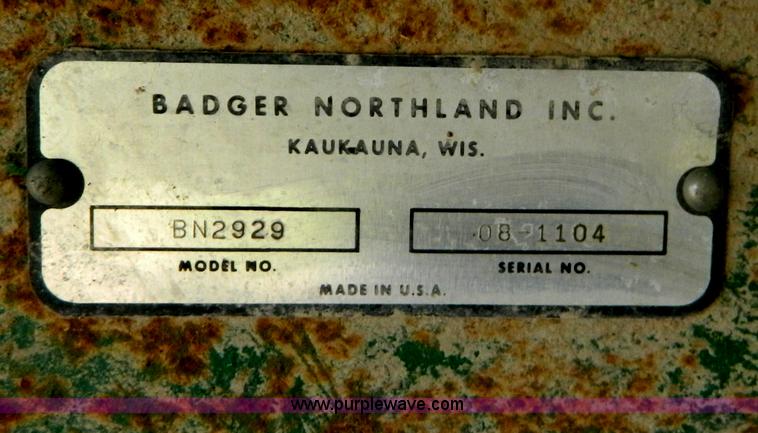 BADGER NORTHLAND INC.
KAUKAUNA, WIS.
BN2929 08-1104
MODEL NO. SERIAL NO.
MADE IN U.S.A.
www.purplewave.com